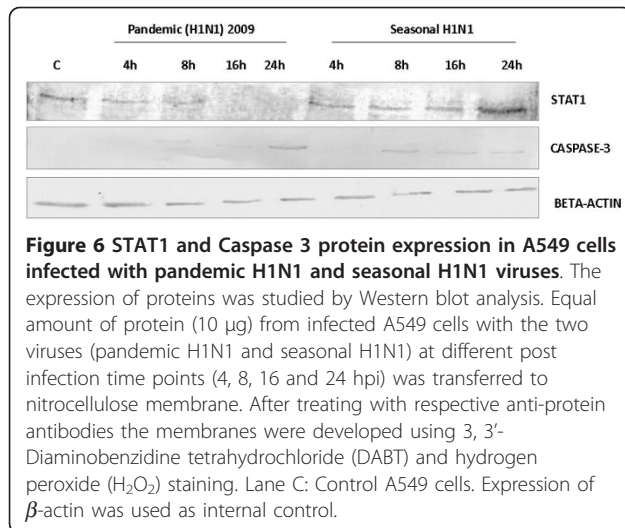 Pandemic (H1N1) 2009 Seasonal H1N1
C 4h 8h 16h 24h 4h 8h 16h 24h
STAT1
CASPASE-3
BETA-ACTIN
Figure 6 STAT1 and Caspase 3 protein expression in A549 cells
infected with pandemic H1N1 and seasonal H1N1 viruses. The
expression of proteins was studied by Western blot analysis. Equal
amount of protein (10 μg) from infected A549 cells with the two
viruses (pandemic H1N1 and seasonal H1N1) at different post
infection time points (4, 8, 16 and 24 hpi) was transferred to
nitrocellulose membrane. After treating with respective anti-protein
antibodies the membranes were developed using 3, 3′-
Diaminobenzidine tetrahydrochloride (DABT) and hydrogen
peroxide (H₂O₂) staining. Lane C: Control A549 cells. Expression of
β-actin was used as internal control.